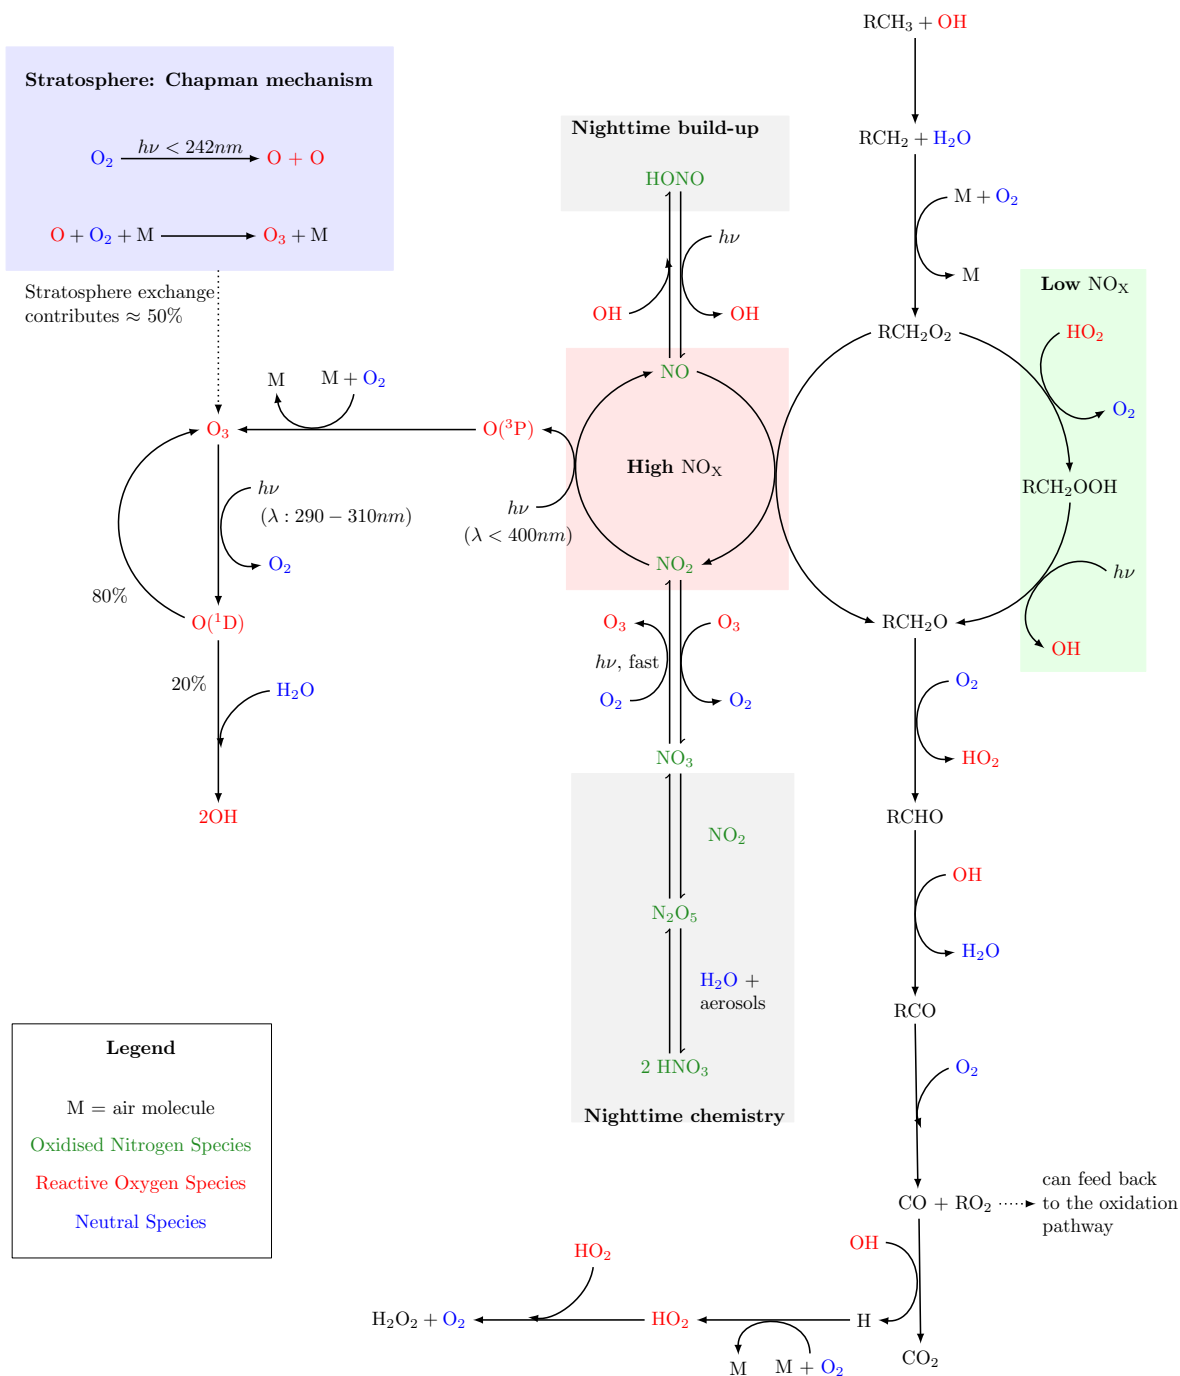 RCH₃ + OH
Stratosphere: Chapman mechanism
O₂
hν < 242nm
O + O
O + O₂ + M
O₃ + M
Stratosphere exchange
contributes ≈ 50%
Nighttime build-up
HONO
hν
OH
OH
RCH₂ + H₂O
M + O₂
M
RCH₂O₂
Low NOX
HO₂
O₂
RCH₂OOH
hν
OH
M
M + O₂
O₃
O(³P)
NO
High NOX
hν
(λ < 400nm)
NO₂
hν
(λ : 290 − 310nm)
O₂
80%
O(¹D)
20%
H₂O
2OH
O₃
O₃
hν, fast
O₂
O₂
NO₃
NO₂
N₂O₅
H₂O +
aerosols
2 HNO₃
Nighttime chemistry
RCH₂O
O₂
HO₂
RCHO
OH
H₂O
RCO
O₂
CO + RO₂
can feed back
to the oxidation
pathway
OH
HO₂
H₂O₂ + O₂
HO₂
H
M
M + O₂
CO₂
Legend
M = air molecule
Oxidised Nitrogen Species
Reactive Oxygen Species
Neutral Species